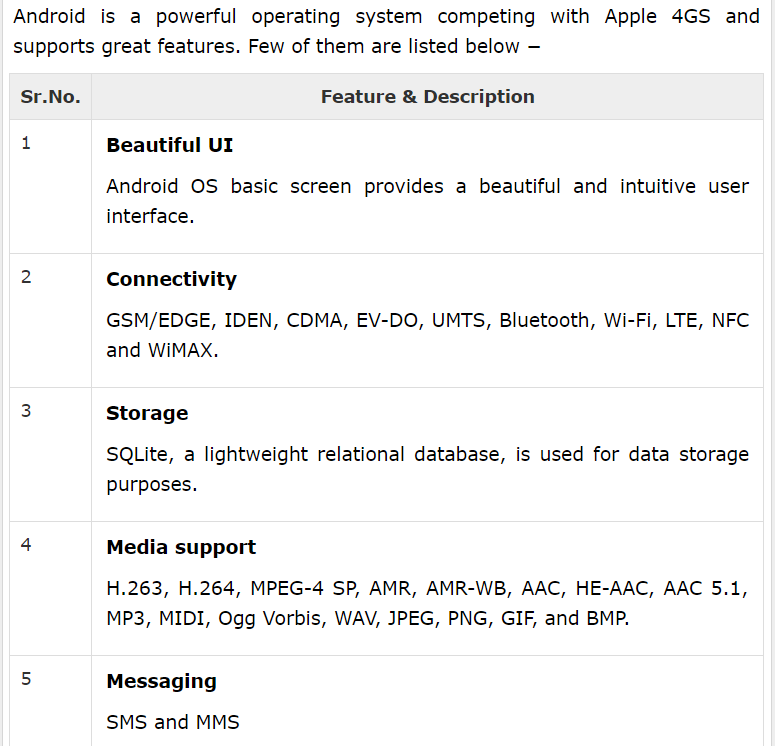 Android is a powerful operating system competing with Apple 4GS and
supports great features. Few of them are listed below −
Sr.No. Feature & Description
1 Beautiful UI
Android OS basic screen provides a beautiful and intuitive user
interface.
2 Connectivity
GSM/EDGE, IDEN, CDMA, EV-DO, UMTS, Bluetooth, Wi-Fi, LTE, NFC
and WiMAX.
3 Storage
SQLite, a lightweight relational database, is used for data storage
purposes.
4 Media support
H.263, H.264, MPEG-4 SP, AMR, AMR-WB, AAC, HE-AAC, AAC 5.1,
MP3, MIDI, Ogg Vorbis, WAV, JPEG, PNG, GIF, and BMP.
5 Messaging
SMS and MMS